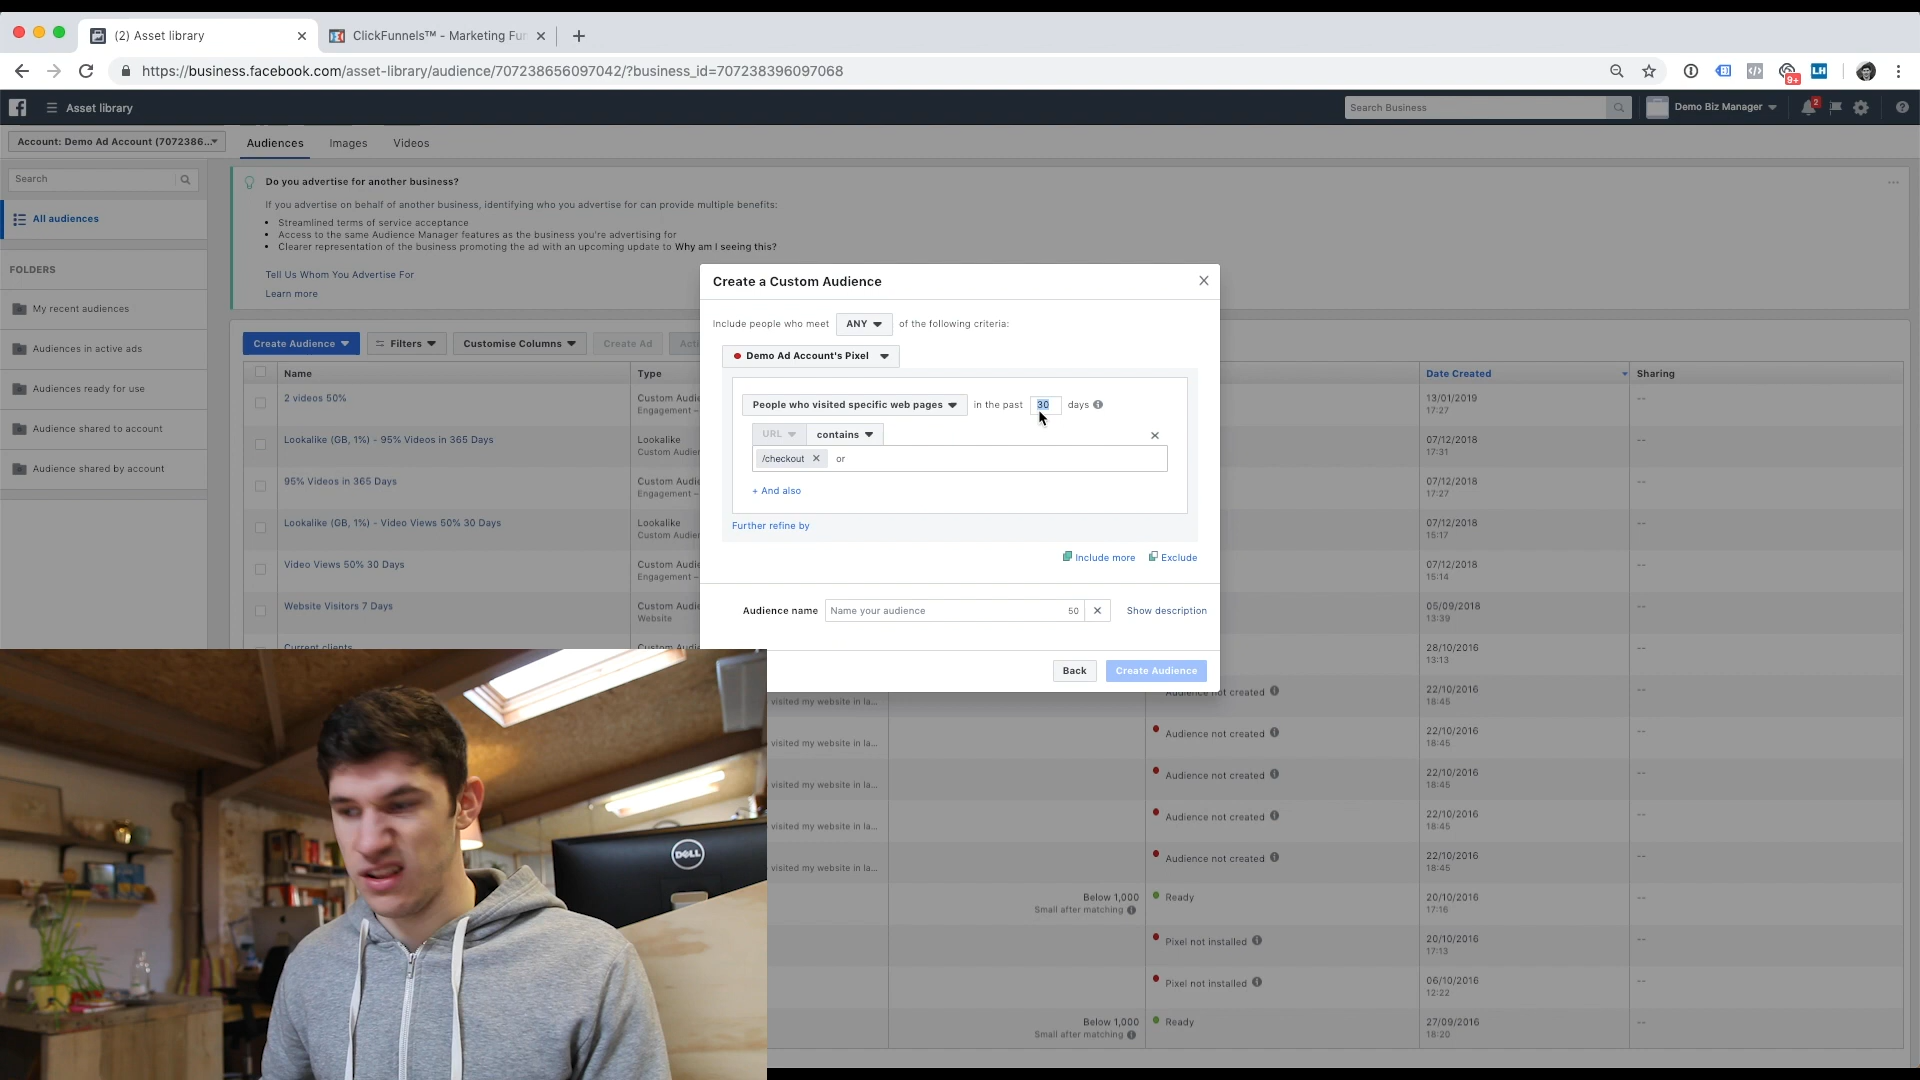 (2) Asset library
ClickFunnels™ - Marketing Fun
https://business.facebook.com/asset-library/audience/707238656097042/?business_id=707238396097068
9+
LH
Asset library
Search Business
Demo Biz Manager
2
Account: Demo Ad Account (7072386...
Audiences
Images
Videos
Search
All audiences
FOLDERS
My recent audiences
Audiences in active ads
Audiences ready for use
Audience shared to account
Audience shared by account
Do you advertise for another business?
If you advertise on behalf of another business, identifying who you advertise for can provide multiple benefits:
Streamlined terms of service acceptance
Access to the same Audience Manager features as the business you're advertising for
Clearer representation of the business promoting the ad with an upcoming update to Why am I seeing this?
Tell Us Whom You Advertise For
Learn more
Create Audience
Filters
Customise Columns
Create Ad
Acti
Name
Type
Date Created
Sharing
2 videos 50%
Custom Audie
Engagement –
13/01/2019
17:27
--
Lookalike (GB, 1%) - 95% Videos in 365 Days
Lookalike
Custom Audien
07/12/2018
17:31
--
95% Videos in 365 Days
Custom Audie
Engagement –
07/12/2018
17:27
--
Lookalike (GB, 1%) - Video Views 50% 30 Days
Lookalike
Custom Audien
07/12/2018
15:17
--
Video Views 50% 30 Days
Custom Audie
Engagement –
07/12/2018
15:14
--
Website Visitors 7 Days
Custom Audie
Website
05/09/2018
13:39
--
Current clients
Custom Audie
28/10/2016
13:13
--
Create a Custom Audience
Include people who meet ANY of the following criteria:
Demo Ad Account's Pixel
People who visited specific web pages in the past 30 days
URL contains
/checkout or
+ And also
Further refine by
Include more
Exclude
Audience name
Name your audience 50
Show description
Back
Create Audience
visited my website in la...
Audience not created
22/10/2016
18:45
--
visited my website in la...
Audience not created
22/10/2016
18:45
--
visited my website in la...
Audience not created
22/10/2016
18:45
--
visited my website in la...
Audience not created
22/10/2016
18:45
--
visited my website in la...
Audience not created
22/10/2016
18:45
--
Below 1,000
Small after matching
Ready
20/10/2016
17:16
--
Pixel not installed
20/10/2016
17:13
--
Pixel not installed
06/10/2016
12:22
--
Below 1,000
Small after matching
Ready
27/09/2016
18:20
--
DELL